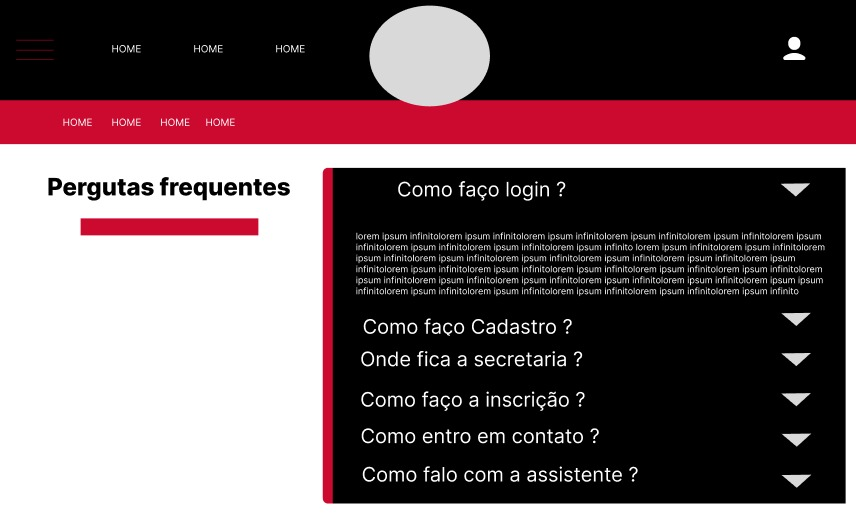 HOME HOME HOME
HOME HOME HOME HOME
Pergutas frequentes
Como faço login ?
lorem ipsum infinitolorem ipsum infinitolorem ipsum infinitolorem ipsum infinitolorem ipsum infinitolorem ipsum
infinitolorem ipsum infinitolorem ipsum infinitolorem ipsum infinito lorem ipsum infinitolorem ipsum infinitolorem
ipsum infinitolorem ipsum infinitolorem ipsum infinitolorem ipsum infinitolorem ipsum infinitolorem ipsum
infinitolorem ipsum infinitolorem ipsum infinitolorem ipsum infinitolorem ipsum infinitolorem ipsum infinitolorem
ipsum infinitolorem ipsum infinitolorem ipsum infinitolorem ipsum infinitolorem ipsum infinitolorem ipsum ipsum
infinitolorem ipsum infinitolorem ipsum infinitolorem ipsum infinitolorem ipsum infinitolorem ipsum infinito
Como faço Cadastro ?
Onde fica a secretaria ?
Como faço a inscrição ?
Como entro em contato ?
Como falo com a assistente ?